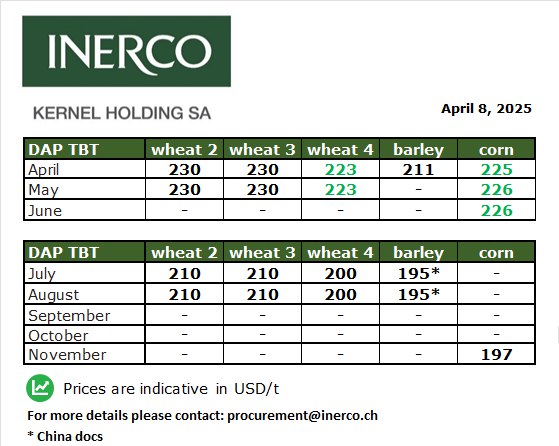 INERCO
KERNEL HOLDING SA
April 8, 2025
DAP TBT wheat 2 wheat 3 wheat 4 barley corn
April 230 230 223 211 225
May 230 230 223 - 226
June - - - - 226
DAP TBT wheat 2 wheat 3 wheat 4 barley corn
July 210 210 200 195* -
August 210 210 200 195* -
September - - - - -
October - - - - -
November - - - - 197
Prices are indicative in USD/t
For more details please contact: procurement@inerco.ch
* China docs